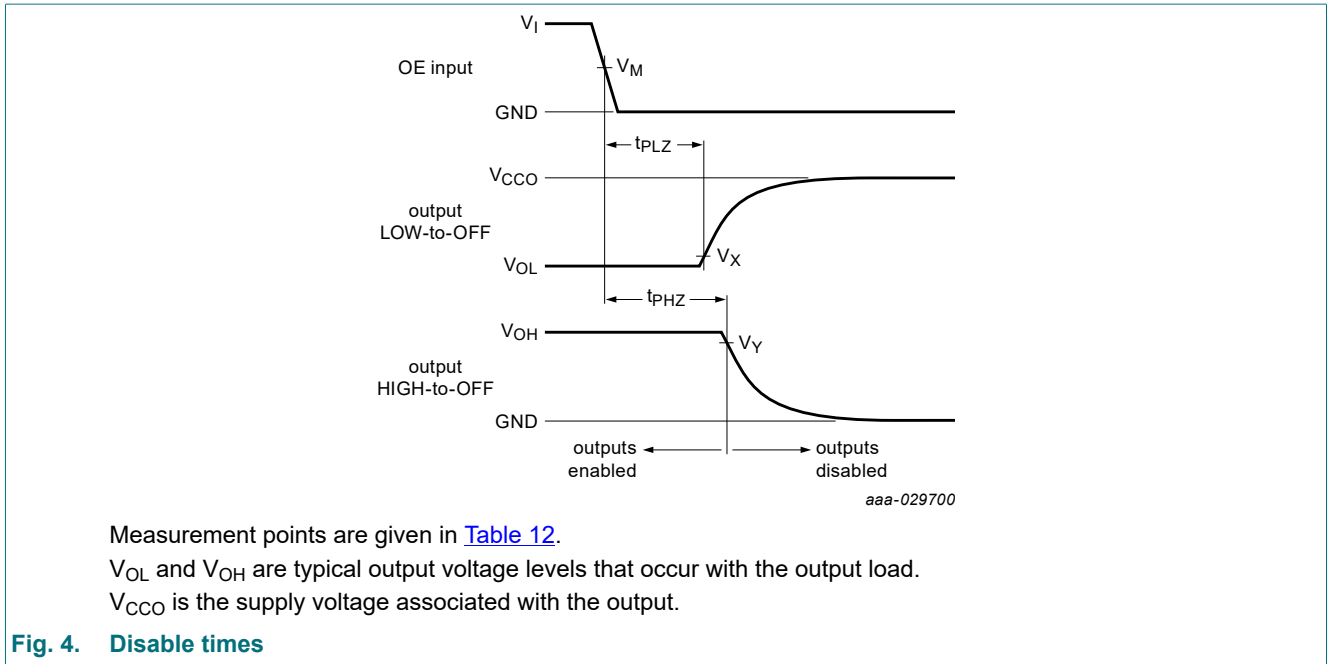 V_I
OE input
V_M
GND
t_PLZ
V_CCO
output
LOW-to-OFF
V_X
V_OL
t_PHZ
V_OH
V_Y
output
HIGH-to-OFF
GND
outputs enabled
outputs disabled
aaa-029700
Measurement points are given in Table 12.
V_OL and V_OH are typical output voltage levels that occur with the output load.
V_CCO is the supply voltage associated with the output.
Fig. 4. Disable times